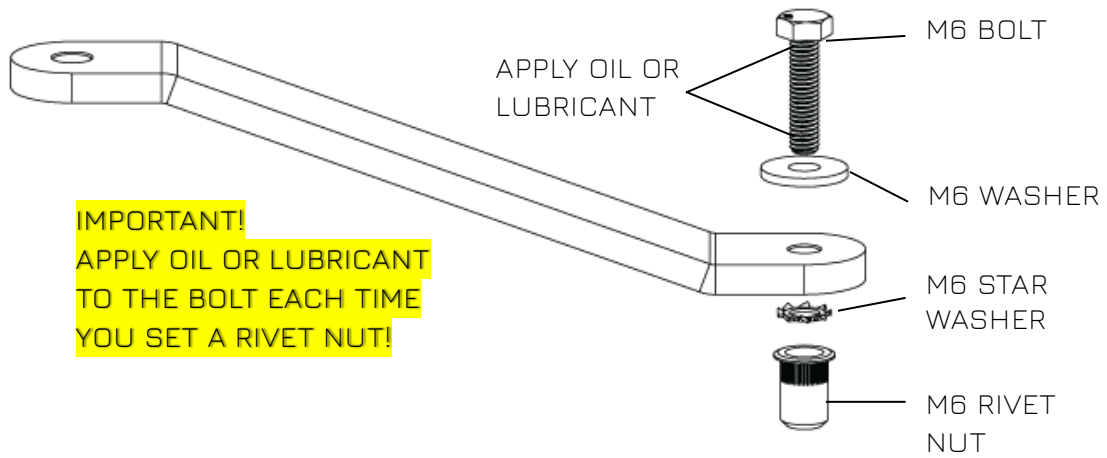 M6 BOLT
APPLY OIL OR
LUBRICANT
M6 WASHER
IMPORTANT!
APPLY OIL OR LUBRICANT
TO THE BOLT EACH TIME
YOU SET A RIVET NUT!
M6 STAR
WASHER
M6 RIVET
NUT